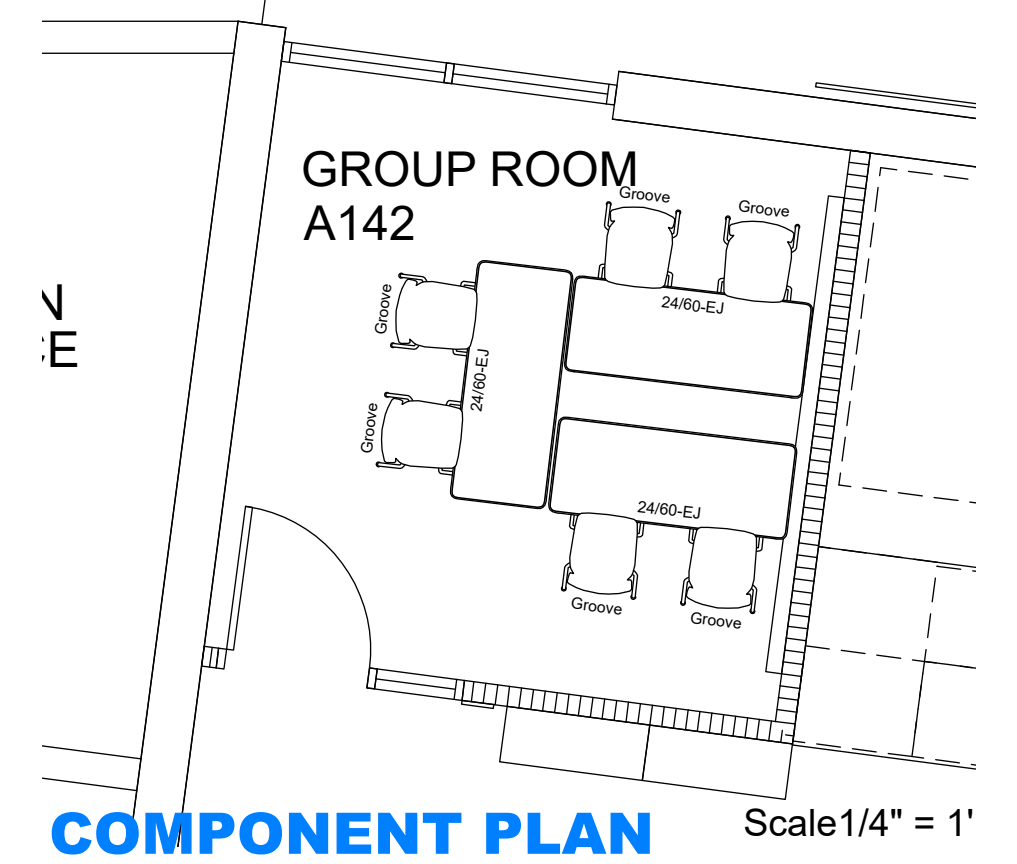 GROUP ROOM
A142
Groove
Groove
24/60-EJ
Groove
24/60-EJ
Groove
24/60-EJ
Groove
Groove
COMPONENT PLAN
Scale1/4" = 1'